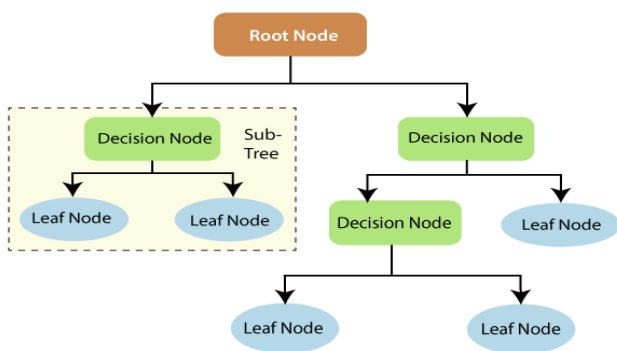 Root Node
Decision Node
Sub-
Tree
Decision Node
Leaf Node
Leaf Node
Decision Node
Leaf Node
Leaf Node
Leaf Node